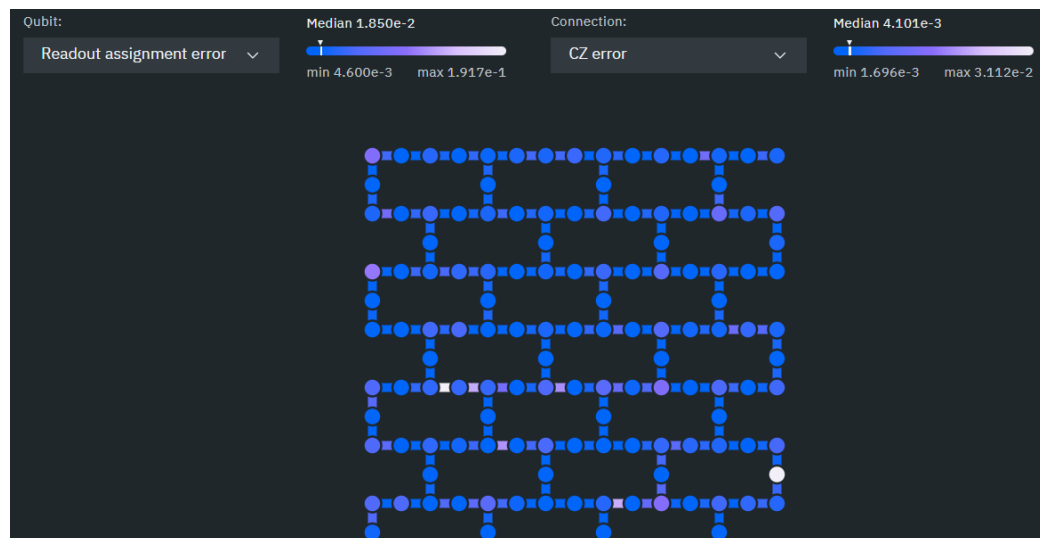 Qubit:
Readout assignment error
Median 1.850e-2
min 4.600e-3 max 1.917e-1
Connection:
CZ error
Median 4.101e-3
min 1.696e-3 max 3.112e-2